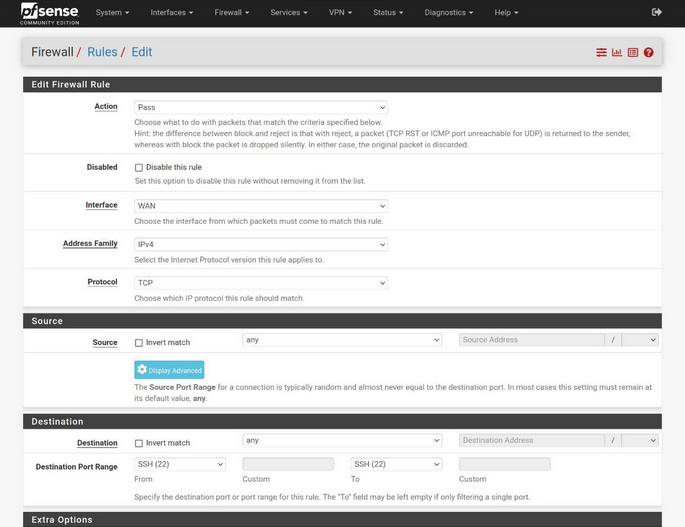 pfsense
COMMUNITY EDITION
System Interfaces Firewall Services VPN Status Diagnostics Help
Firewall / Rules / Edit
Edit Firewall Rule
Action Pass
Choose what to do with packets that match the criteria specified below.
Hint: the difference between block and reject is that with reject, a packet (TCP RST or ICMP port unreachable for UDP) is returned to the sender,
whereas with block the packet is dropped silently. In either case, the original packet is discarded.
Disabled Disable this rule
Set this option to disable this rule without removing it from the list.
Interface WAN
Choose the interface from which packets must come to match this rule.
Address Family IPv4
Select the Internet Protocol version this rule applies to.
Protocol TCP
Choose which IP protocol this rule should match.
Source
Source Invert match any Source Address /
Display Advanced
The Source Port Range for a connection is typically random and almost never equal to the destination port. In most cases this setting must remain at
its default value, any.
Destination
Destination Invert match any Destination Address /
Destination Port Range SSH (22) SSH (22)
From Custom To Custom
Specify the destination port or port range for this rule. The "To" field may be left empty if only filtering a single port.
Extra Options